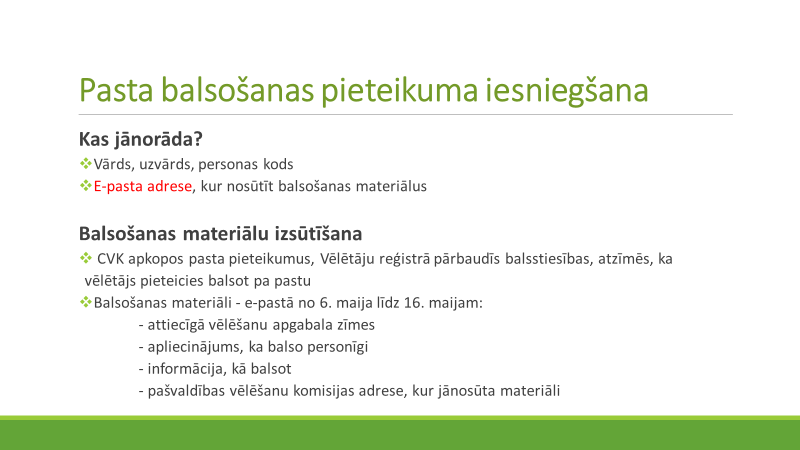 Pasta balsošanas pieteikuma iesniegšana
Kas jānorāda?
❖Vārds, uzvārds, personas kods
❖E-pasta adrese, kur nosūtīt balsošanas materiālus
Balsošanas materiālu izsūtīšana
❖ CVK apkopos pasta pieteikumus, Vēlētāju reģistrā pārbaudīs balsstiesības, atzīmēs, ka
vēlētājs pieteicies balsot pa pastu
❖Balsošanas materiāli - e-pastā no 6. maija līdz 16. maijam:
- attiecīgā vēlēšanu apgabala zīmes
- apliecinājums, ka balso personīgi
- informācija, kā balsot
- pašvaldības vēlēšanu komisijas adrese, kur jānosūta materiāli